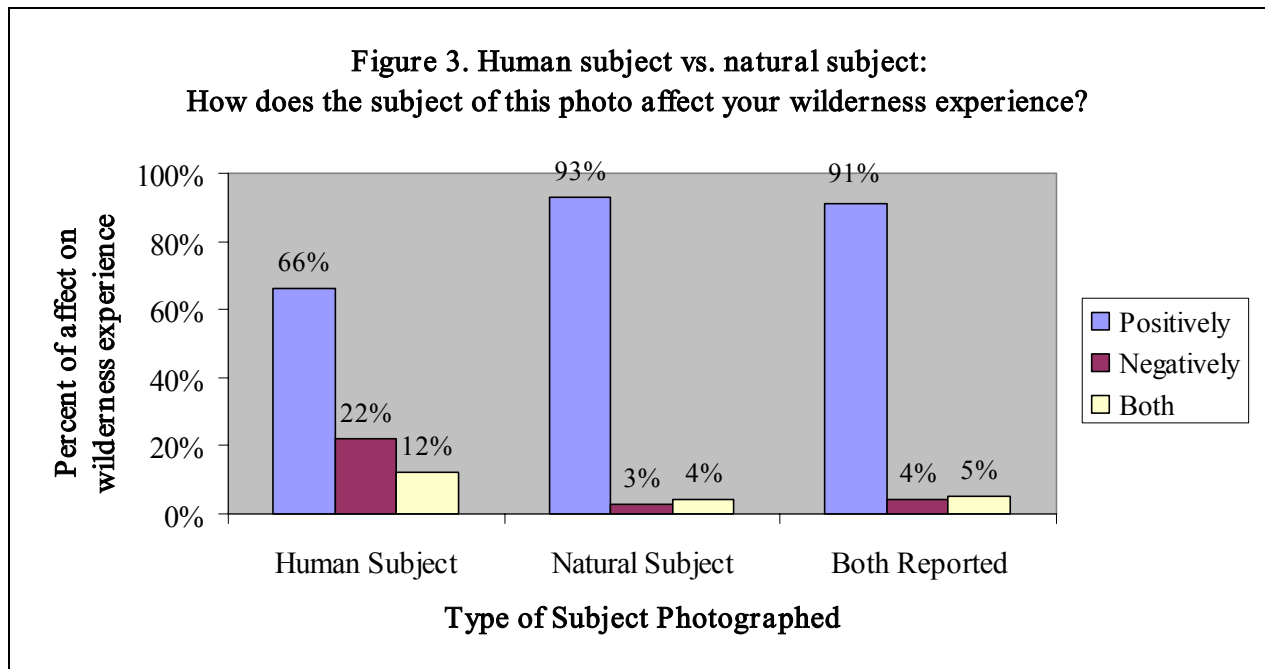 Figure 3. Human subject vs. natural subject:
How does the subject of this photo affect your wilderness experience?
Percent of affect on
wilderness experience
100%
80%
60%
40%
20%
0%
66%
22%
12%
93%
3%
4%
91%
4%
5%
Human Subject
Natural Subject
Both Reported
Type of Subject Photographed
Positively
Negatively
Both